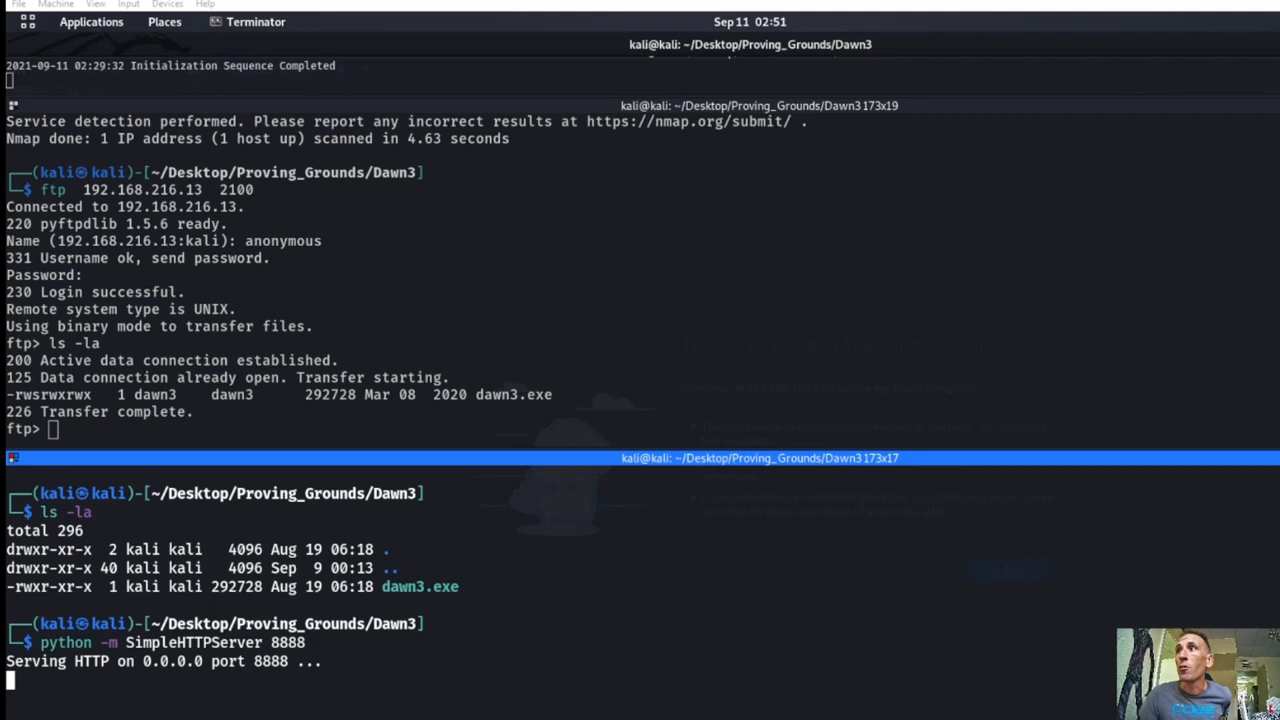 File Machine View Input Devices Help
Applications Places Terminator Sep 11 02:51
kali@kali: ~/Desktop/Proving_Grounds/Dawn3
2021-09-11 02:29:32 Initialization Sequence Completed
kali@kali: ~/Desktop/Proving_Grounds/Dawn3 173x19
Service detection performed. Please report any incorrect results at https://nmap.org/submit/ .
Nmap done: 1 IP address (1 host up) scanned in 4.63 seconds
┌──(kali㉿kali)-[~/Desktop/Proving_Grounds/Dawn3]
└─$ ftp 192.168.216.13 2100
Connected to 192.168.216.13.
220 pyftpdlib 1.5.6 ready.
Name (192.168.216.13:kali): anonymous
331 Username ok, send password.
Password:
230 Login successful.
Remote system type is UNIX.
Using binary mode to transfer files.
ftp> ls -la
200 Active data connection established.
125 Data connection already open. Transfer starting.
-rwsrwxrwx 1 dawn3 dawn3 292728 Mar 08 2020 dawn3.exe
226 Transfer complete.
ftp>
kali@kali: ~/Desktop/Proving_Grounds/Dawn3 173x17
┌──(kali㉿kali)-[~/Desktop/Proving_Grounds/Dawn3]
└─$ ls -la
total 296
drwxr-xr-x 2 kali kali 4096 Aug 19 06:18 .
drwxr-xr-x 40 kali kali 4096 Sep 9 00:13 ..
-rwxr-xr-x 1 kali kali 292728 Aug 19 06:18 dawn3.exe
┌──(kali㉿kali)-[~/Desktop/Proving_Grounds/Dawn3]
└─$ python -m SimpleHTTPServer 8888
Serving HTTP on 0.0.0.0 port 8888 ...